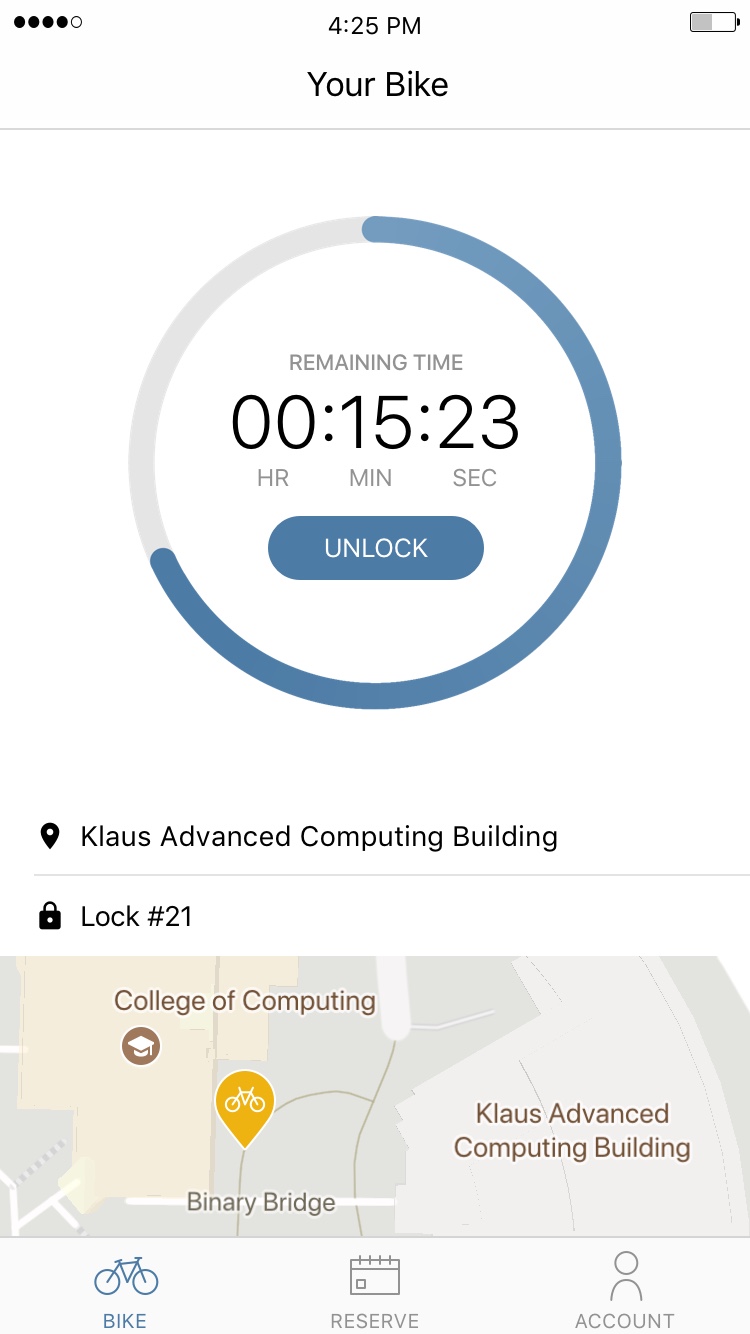 4:25 PM
Your Bike
REMAINING TIME
00:15:23
HR MIN SEC
UNLOCK
Klaus Advanced Computing Building
Lock #21
College of Computing
Klaus Advanced
Computing Building
Binary Bridge
BIKE RESERVE ACCOUNT